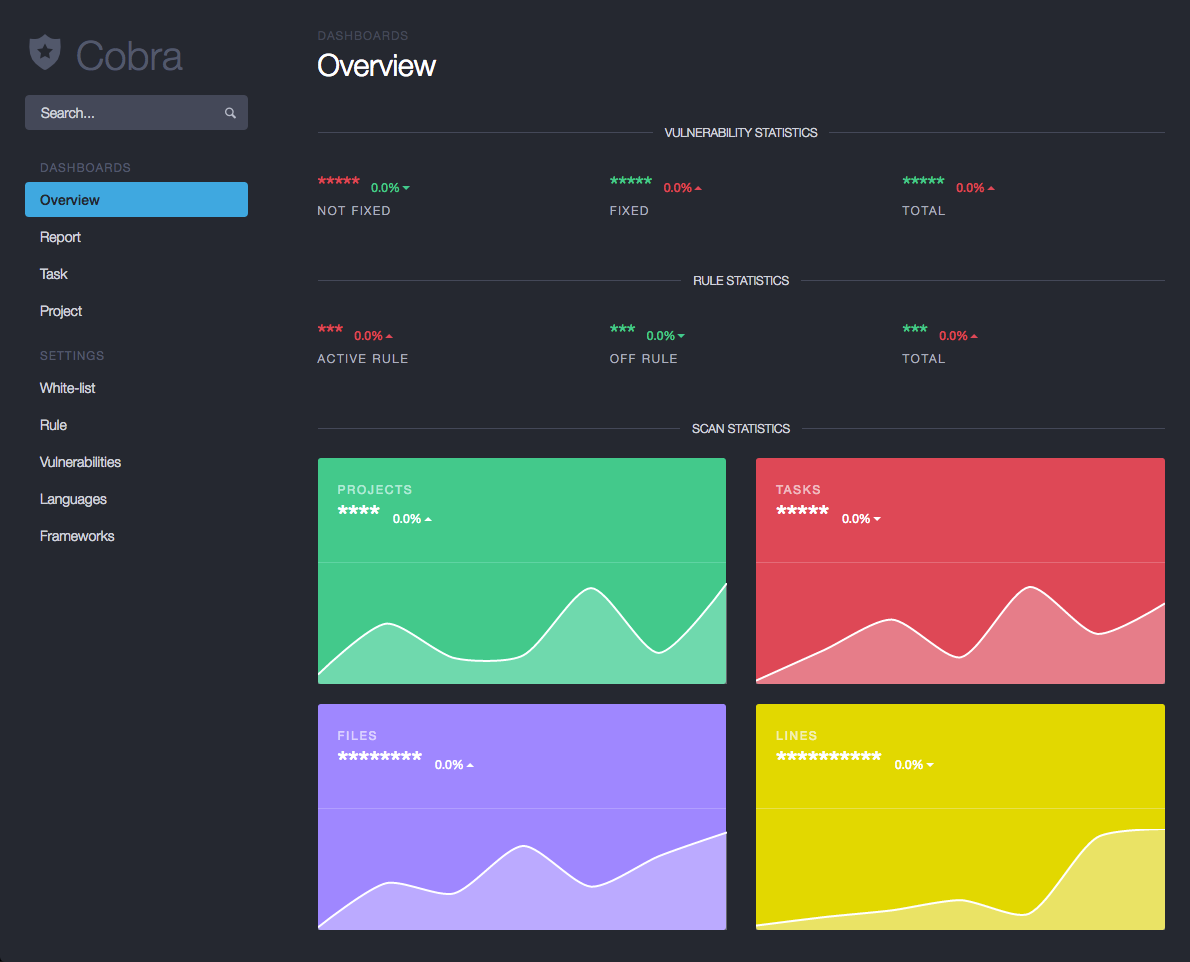 Cobra
Search...
DASHBOARDS
Overview
Report
Task
Project
SETTINGS
White-list
Rule
Vulnerabilities
Languages
Frameworks
DASHBOARDS
Overview
VULNERABILITY STATISTICS
***** 0.0%
NOT FIXED
***** 0.0%
FIXED
***** 0.0%
TOTAL
RULE STATISTICS
*** 0.0%
ACTIVE RULE
*** 0.0%
OFF RULE
*** 0.0%
TOTAL
SCAN STATISTICS
PROJECTS
**** 0.0%
TASKS
***** 0.0%
FILES
******** 0.0%
LINES
********** 0.0%